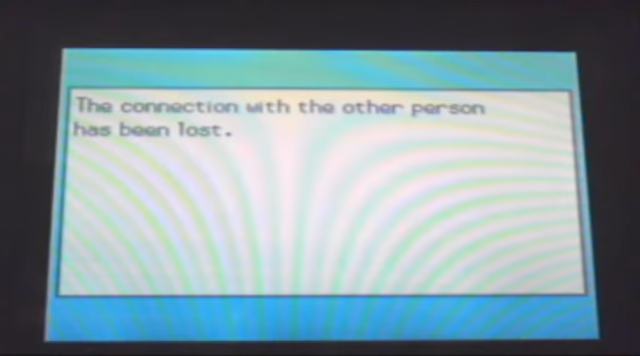 The connection with the other person
has been lost.